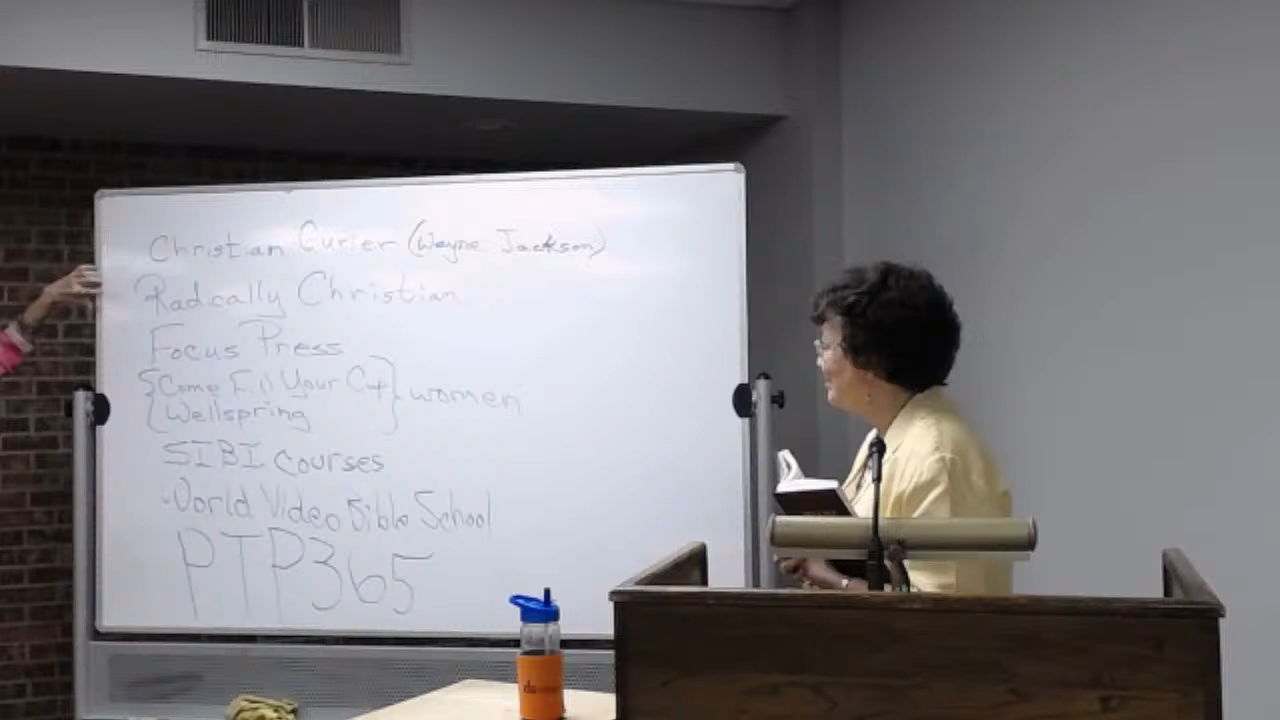 Christian Curier (Wayne Jackson)
Radically Christian
Focus Press
{Come Fill Your Cup} women
{Wellspring
SIBI courses
World Video Bible School
PTP365